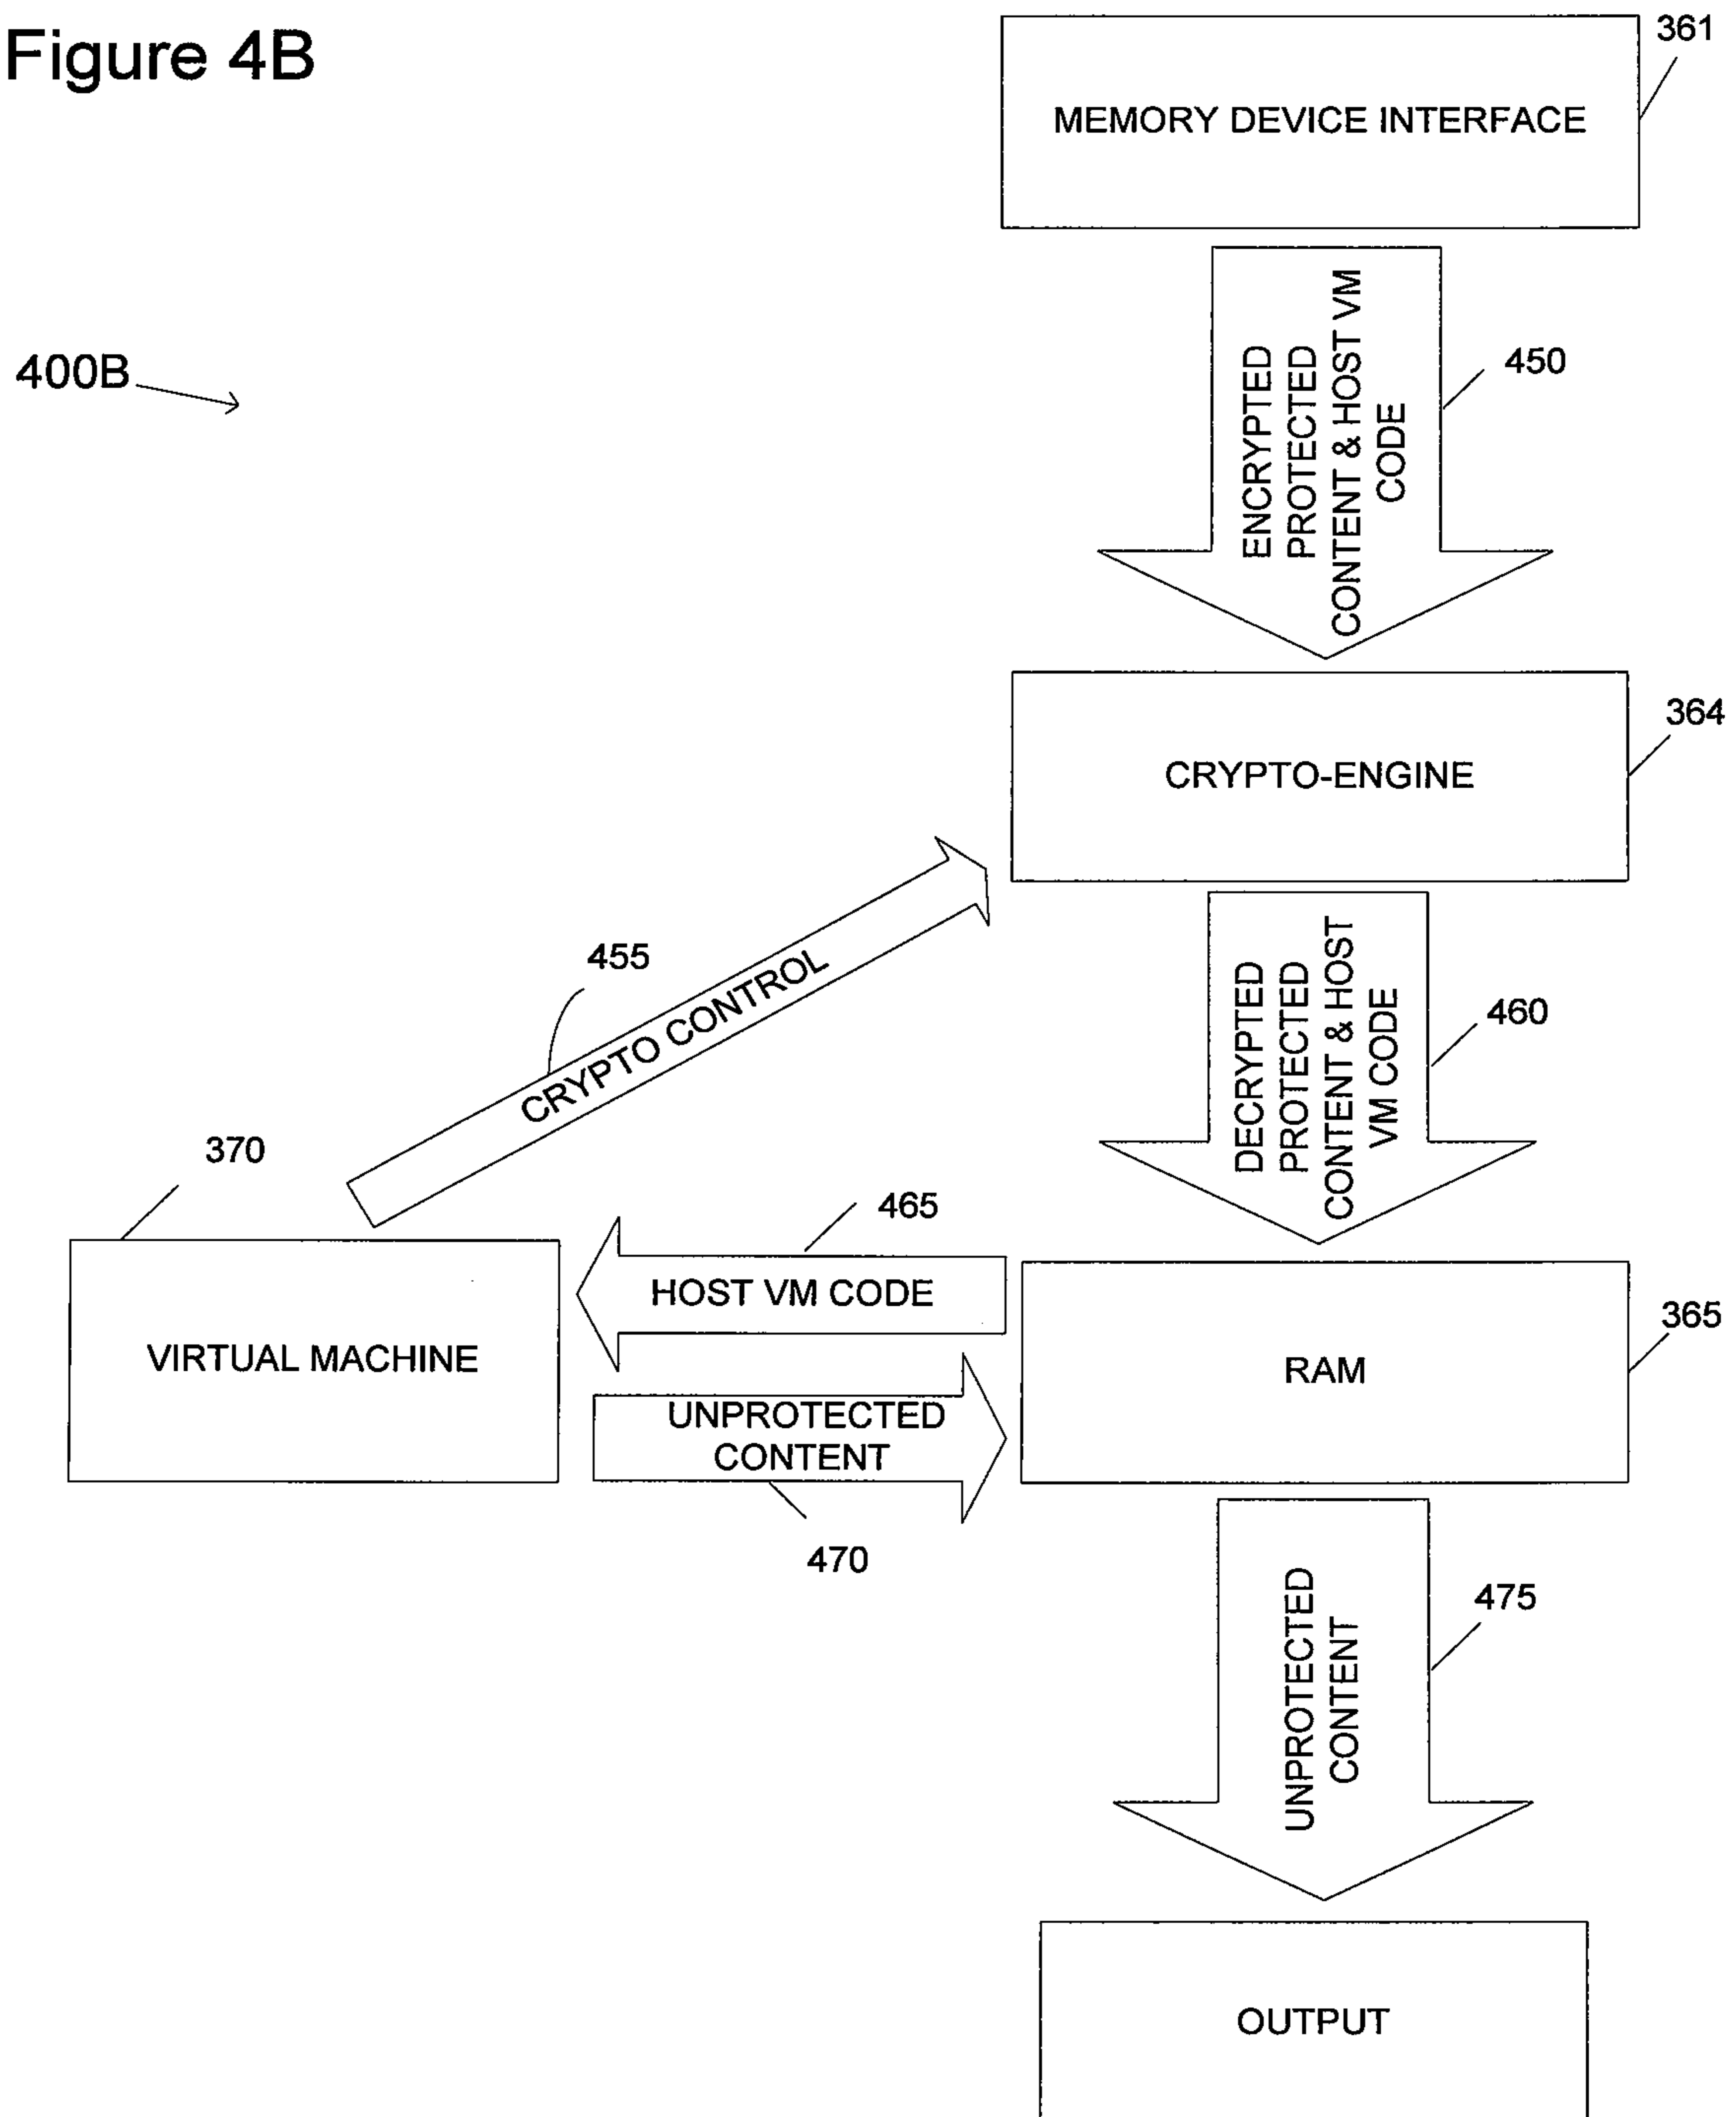 Figure 4B
361
MEMORY DEVICE INTERFACE
400B
ENCRYPTED
PROTECTED
CONTENT & HOST VM
CODE
450
364
CRYPTO-ENGINE
455
CRYPTO CONTROL
DECRYPTED
PROTECTED
CONTENT & HOST
VM CODE
460
370
465
HOST VM CODE
365
VIRTUAL MACHINE
RAM
UNPROTECTED
CONTENT
470
UNPROTECTED
CONTENT
475
OUTPUT